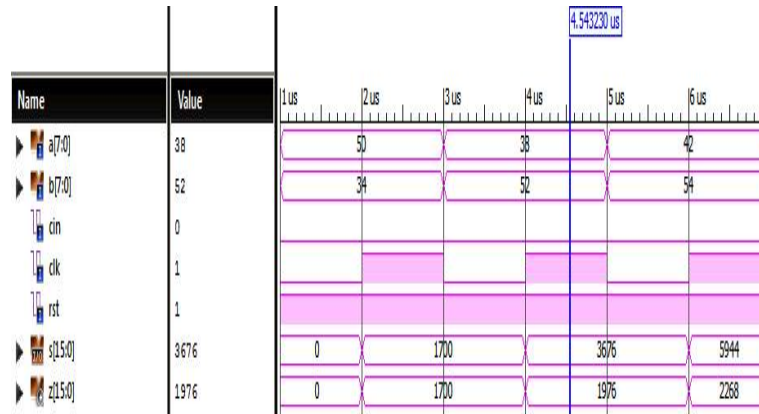 4.543230 us
Name Value 1 us 2 us 3 us 4 us 5 us 6 us
a[7:0] 38 50 38 42
b[7:0] 52 34 52 54
cin 0
clk 1
rst 1
s[15:0] 3676 0 1700 3676 5944
z[15:0] 1976 0 1700 1976 2268